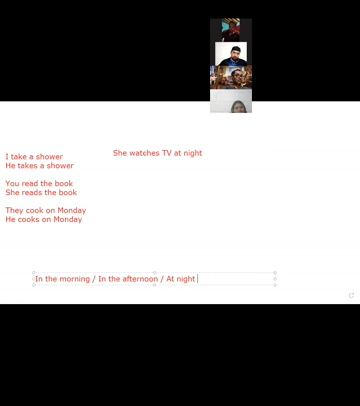 I take a shower
He takes a shower
You read the book
She reads the book
They cook on Monday
He cooks on Monday
She watches TV at night
In the morning / In the afternoon / At night